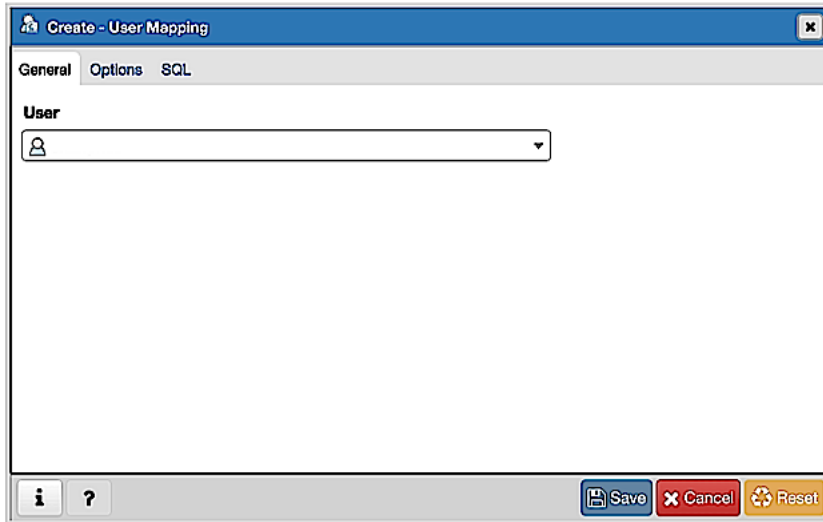 Create - User Mapping
General Options SQL
User
i ? Save Cancel Reset